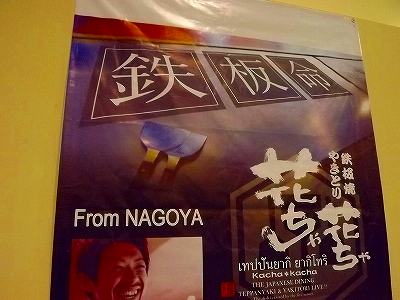 鉄板命
From NAGOYA
鉄板焼
やきとり
花ちゃ
花ちゃ
เทปปันยากิ ยากิโทริ
Kacha★kacha
THE JAPANESE DINING
TEPPANYAKI & YAKITORI LIVE!!